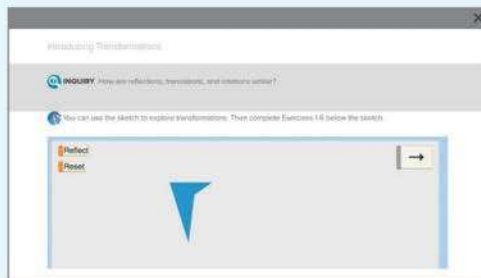 Introducing Transformations
INQUIRY How are reflections, translations, and rotations similar?
You can use the sketch to explore transformations. Then complete Exercises 1-6 below the sketch.
Reflect
Reset